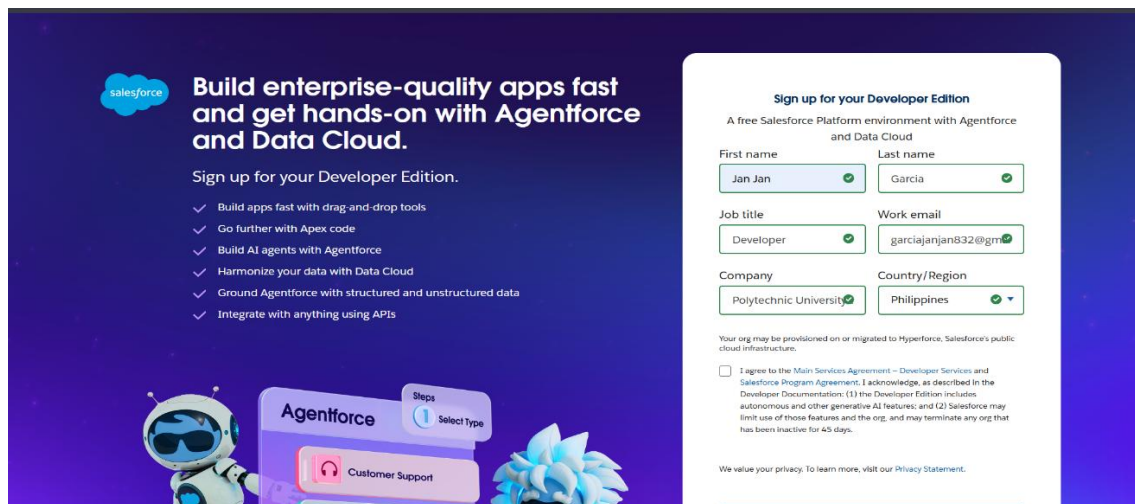 salesforce
Build enterprise-quality apps fast
and get hands-on with Agentforce
and Data Cloud.
Sign up for your Developer Edition.
Build apps fast with drag-and-drop tools
Go further with Apex code
Build AI agents with Agentforce
Harmonize your data with Data Cloud
Ground Agentforce with structured and unstructured data
Integrate with anything using APIs
Agentforce
Steps
1 Select Type
Customer Support
Sign up for your Developer Edition
A free Salesforce Platform environment with Agentforce
and Data Cloud
First name Last name
Jan Jan Garcia
Job title Work email
Developer garciajanjan832@gm
Company Country/Region
Polytechnic University Philippines
Your org may be provisioned on or migrated to Hyperforce, Salesforce's public
cloud infrastructure.
I agree to the Main Services Agreement – Developer Services and
Salesforce Program Agreement. I acknowledge, as described in the
Developer Documentation: (1) the Developer Edition includes
autonomous and other generative AI features; and (2) Salesforce may
limit use of those features and the org, and may terminate any org that
has been inactive for 45 days.
We value your privacy. To learn more, visit our Privacy Statement.